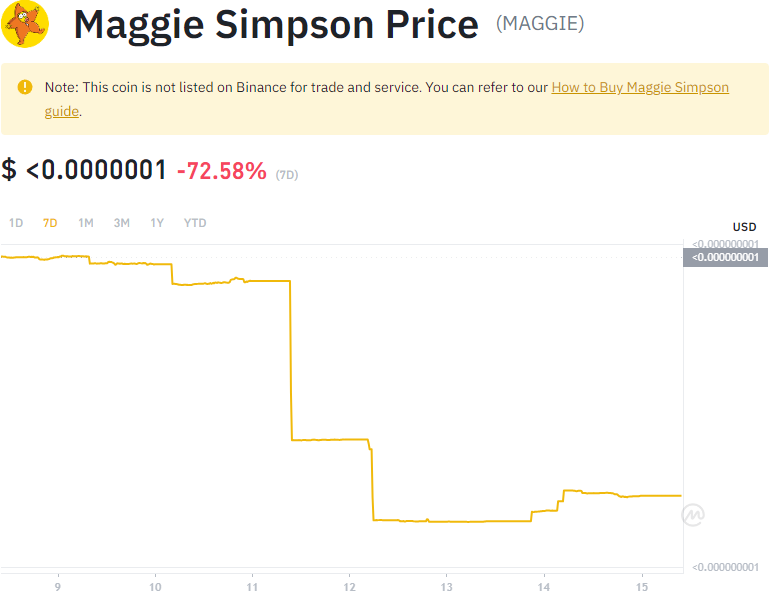 Maggie Simpson Price (MAGGIE)
Note: This coin is not listed on Binance for trade and service. You can refer to our How to Buy Maggie Simpson
guide.
$ <0.0000001 -72.58% (7D)
1D 7D 1M 3M 1Y YTD
USD
<0.000000001
<0.000000001
<0.000000001
9 10 11 12 13 14 15